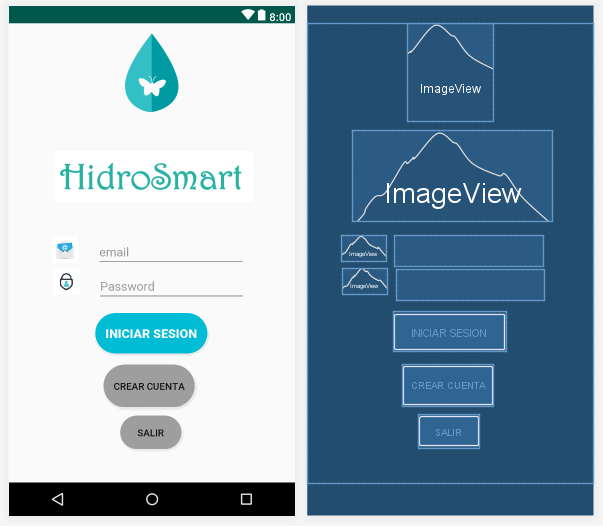 8:00
HidroSmart
email
Password
INICIAR SESION
CREAR CUENTA
SALIR
ImageView
ImageView
ImageView
ImageView
INICIAR SESION
CREAR CUENTA
SALIR